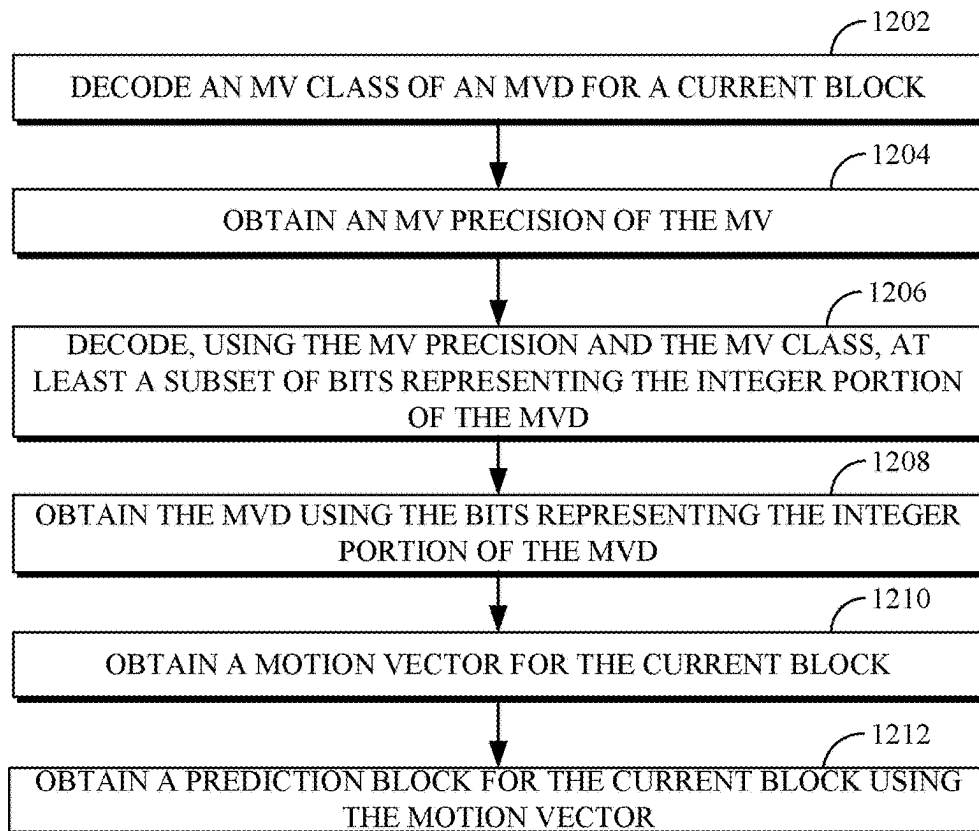 1202
DECODE AN MV CLASS OF AN MVD FOR A CURRENT BLOCK
1204
OBTAIN AN MV PRECISION OF THE MV
1206
DECODE, USING THE MV PRECISION AND THE MV CLASS, AT
LEAST A SUBSET OF BITS REPRESENTING THE INTEGER PORTION
OF THE MVD
1208
OBTAIN THE MVD USING THE BITS REPRESENTING THE INTEGER
PORTION OF THE MVD
1210
OBTAIN A MOTION VECTOR FOR THE CURRENT BLOCK
1212
OBTAIN A PREDICTION BLOCK FOR THE CURRENT BLOCK USING
THE MOTION VECTOR